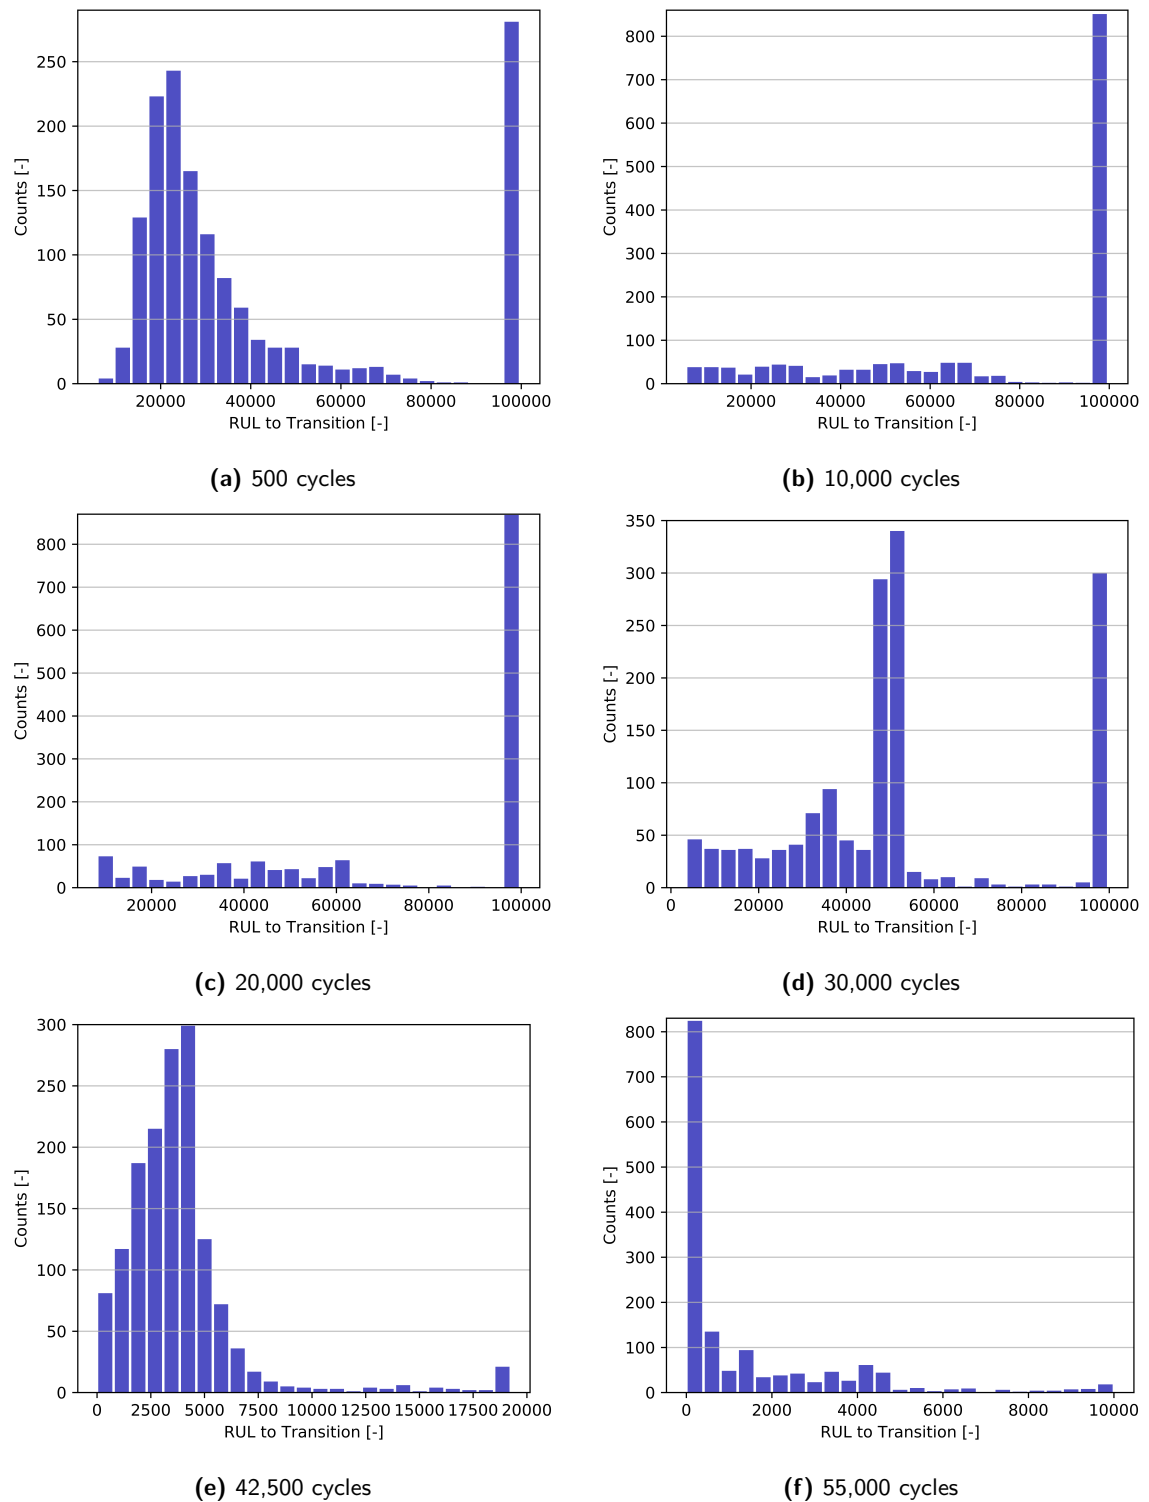 250
200
150
100
50
0
Counts [-]
20000 40000 60000 80000 100000
RUL to Transition [-]
(a) 500 cycles
800
700
600
500
400
300
200
100
0
Counts [-]
20000 40000 60000 80000 100000
RUL to Transition [-]
(b) 10,000 cycles
800
700
600
500
400
300
200
100
0
Counts [-]
20000 40000 60000 80000 100000
RUL to Transition [-]
(c) 20,000 cycles
350
300
250
200
150
100
50
0
Counts [-]
0 20000 40000 60000 80000 100000
RUL to Transition [-]
(d) 30,000 cycles
300
250
200
150
100
50
0
Counts [-]
0 2500 5000 7500 10000 12500 15000 17500 20000
RUL to Transition [-]
(e) 42,500 cycles
800
700
600
500
400
300
200
100
0
Counts [-]
0 2000 4000 6000 8000 10000
RUL to Transition [-]
(f) 55,000 cycles